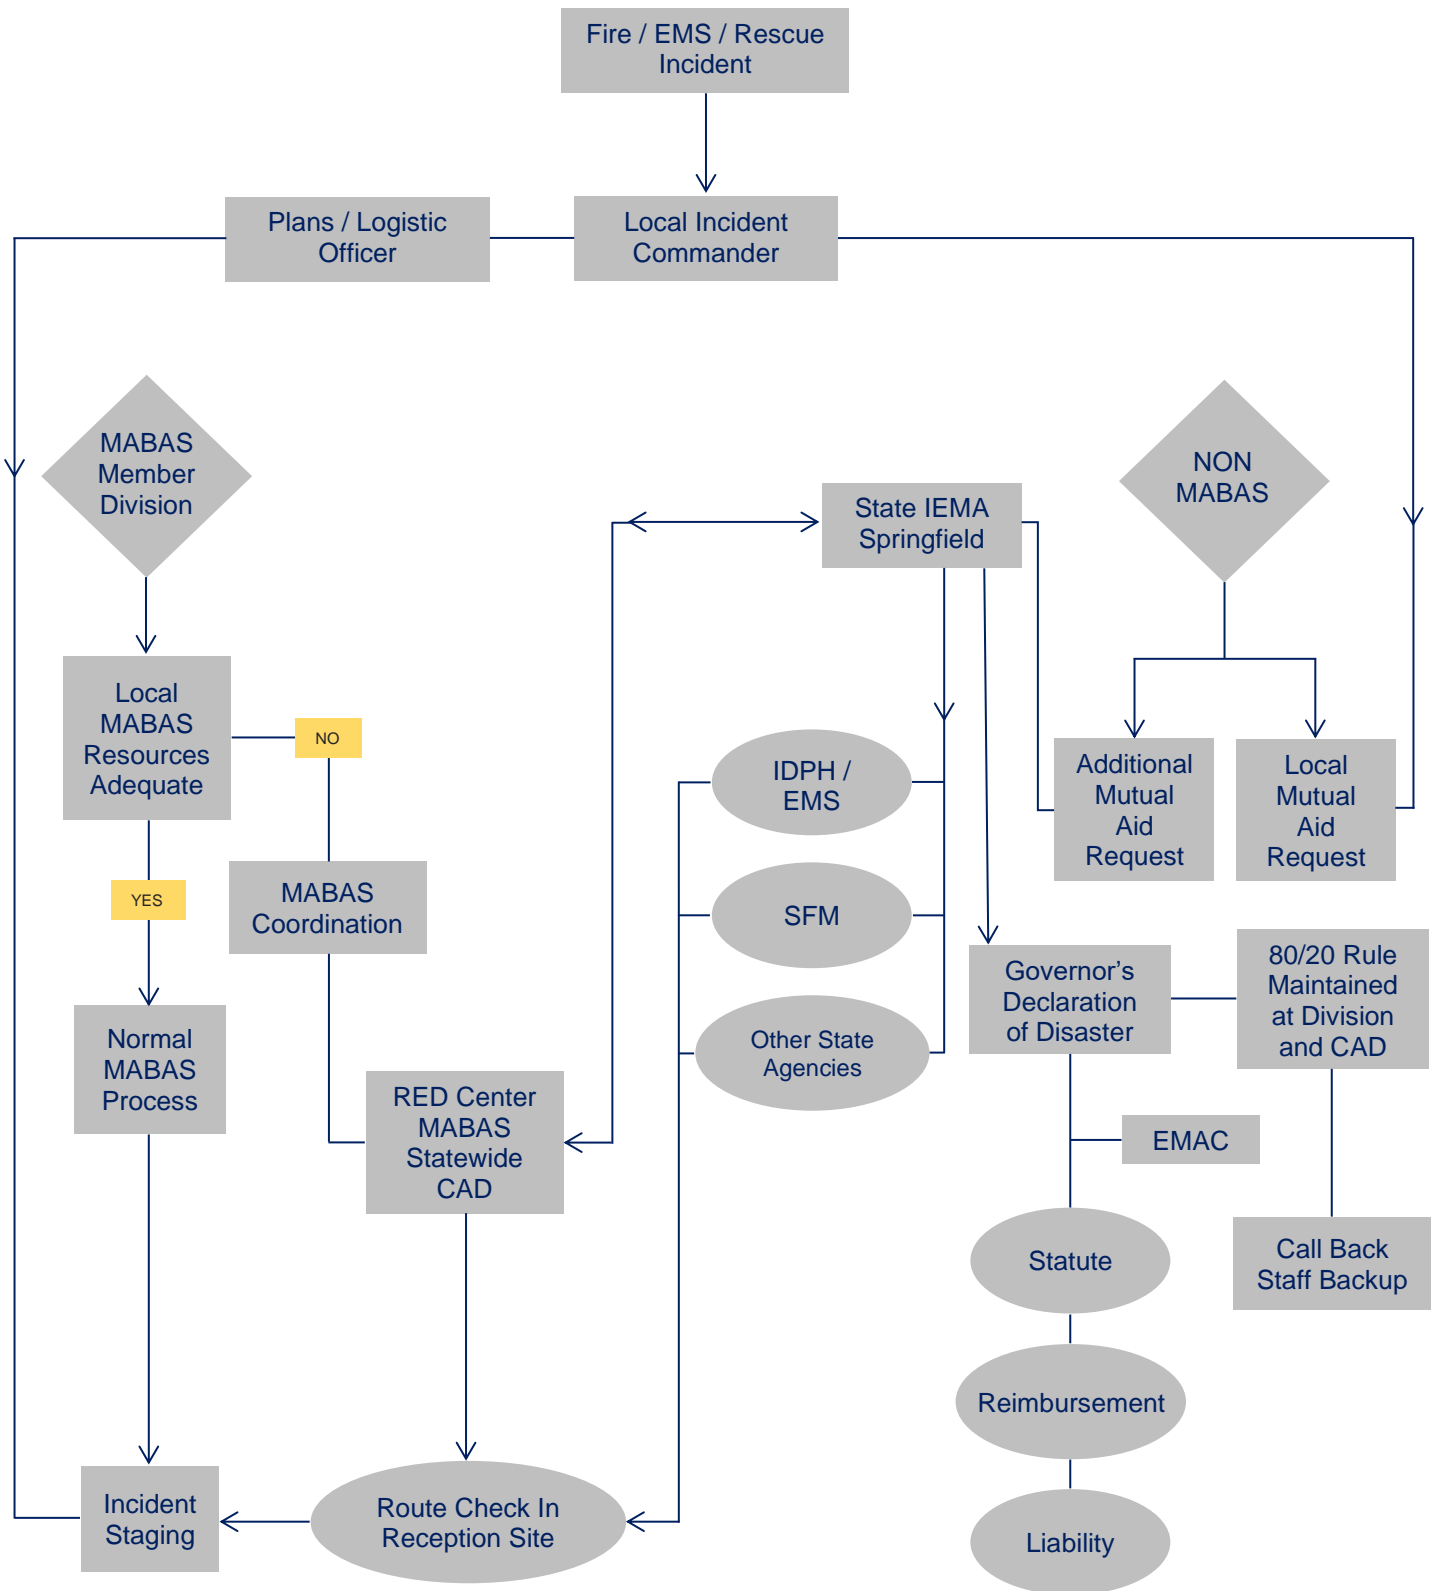 Fire / EMS / Rescue
Incident
Plans / Logistic
Officer
Local Incident
Commander
MABAS
Member
Division
NON
MABAS
State IEMA
Springfield
Local
MABAS
Resources
Adequate
NO
IDPH /
EMS
Additional
Mutual
Aid
Request
Local
Mutual
Aid
Request
YES
MABAS
Coordination
SFM
Governor’s
Declaration
of Disaster
80/20 Rule
Maintained
at Division
and CAD
Normal
MABAS
Process
Other State
Agencies
RED Center
MABAS
Statewide
CAD
EMAC
Statute
Call Back
Staff Backup
Reimbursement
Incident
Staging
Route Check In
Reception Site
Liability